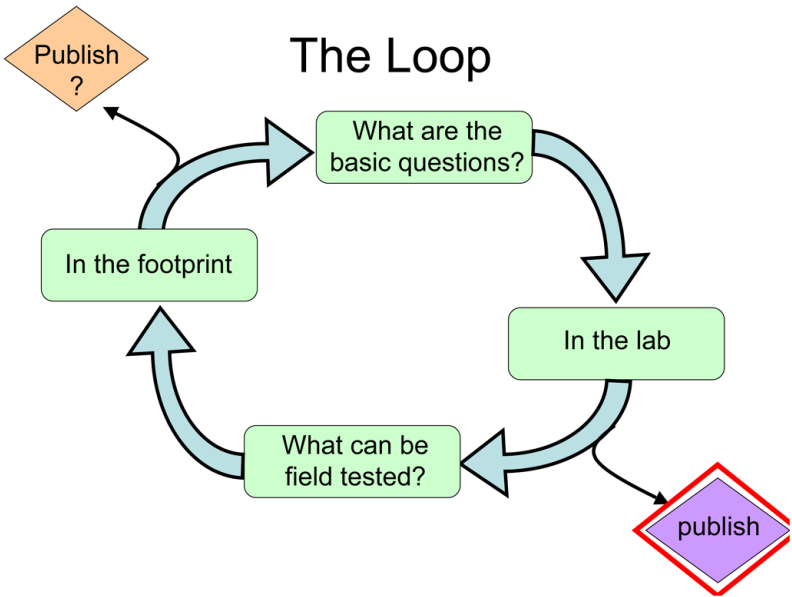 Publish
?
The Loop
What are the
basic questions?
In the footprint
In the lab
What can be
field tested?
publish